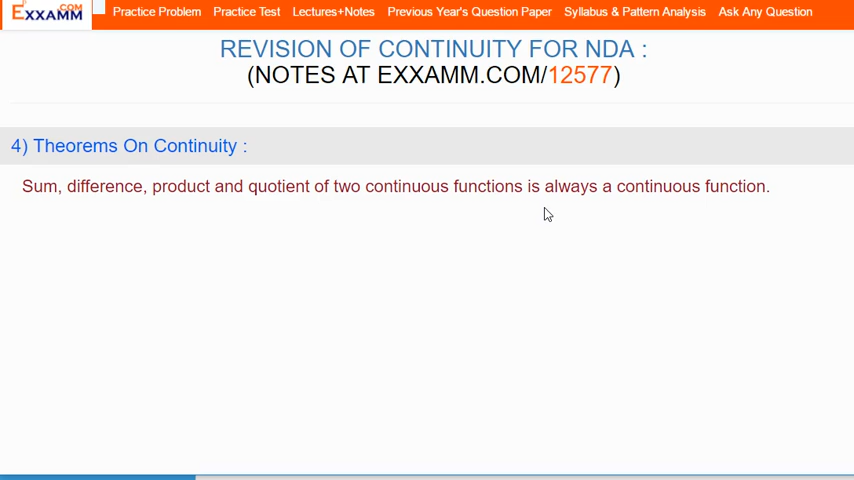 EXXAMM.COM
Practice Problem Practice Test Lectures+Notes Previous Year's Question Paper Syllabus & Pattern Analysis Ask Any Question
REVISION OF CONTINUITY FOR NDA :
(NOTES AT EXXAMM.COM/12577)
4) Theorems On Continuity :
Sum, difference, product and quotient of two continuous functions is always a continuous function.